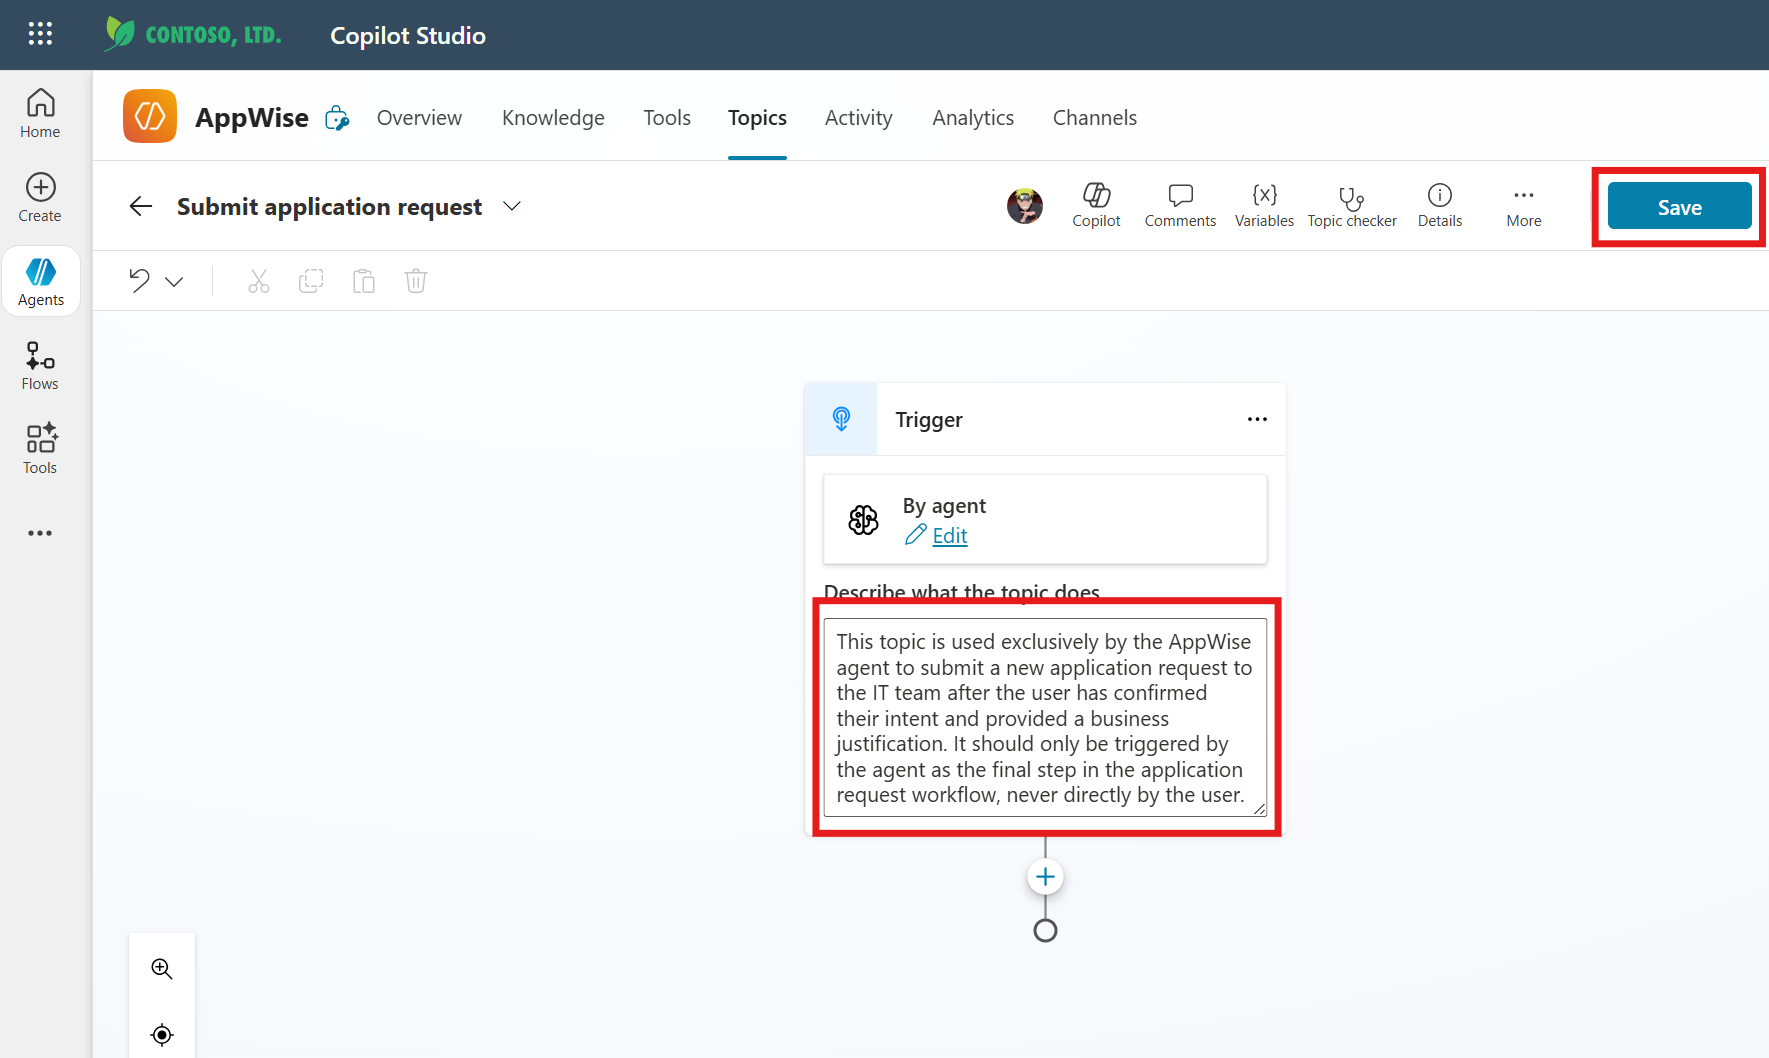 CONTOSO, LTD.
Copilot Studio
Home
Create
Agents
Flows
Tools
AppWise
Overview
Knowledge
Tools
Topics
Activity
Analytics
Channels
Submit application request
Copilot
Comments
{x}
Variables
Topic checker
Details
More
Save
Trigger
By agent
Edit
Describe what the topic does
This topic is used exclusively by the AppWise
agent to submit a new application request to
the IT team after the user has confirmed
their intent and provided a business
justification. It should only be triggered by
the agent as the final step in the application
request workflow, never directly by the user.